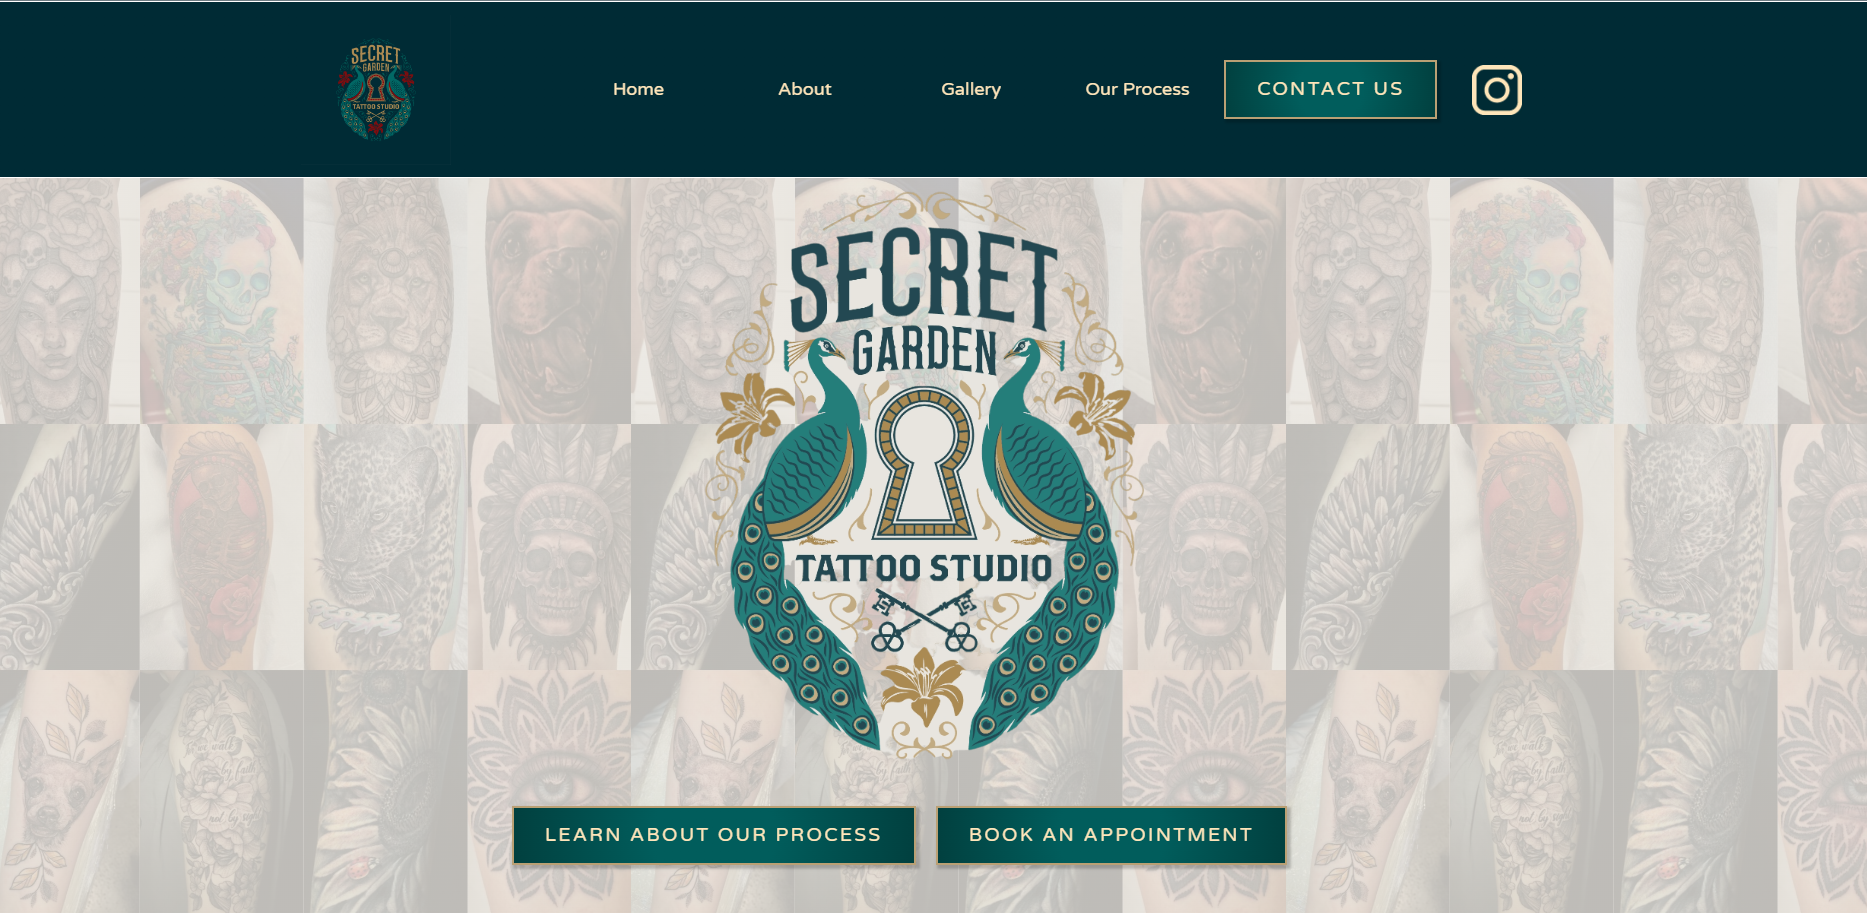 SECRET
GARDEN
TATTOO STUDIO
Home
About
Gallery
Our Process
CONTACT US
SECRET
GARDEN
TATTOO STUDIO
LEARN ABOUT OUR PROCESS
BOOK AN APPOINTMENT